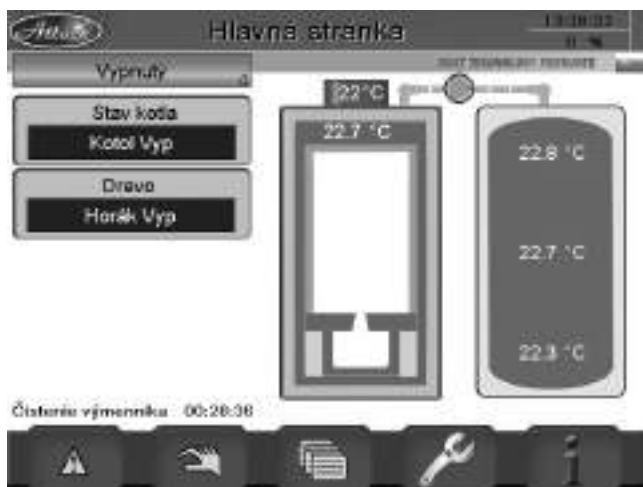 Attack
Hlavná stránka
Vypnutý
Stav kotla
Kotol Vyp
Drevo
Horák Vyp
22°C
22.7 °C
22.8 °C
22.7 °C
22.3 °C
Čistenie výmenníka 00:28:36